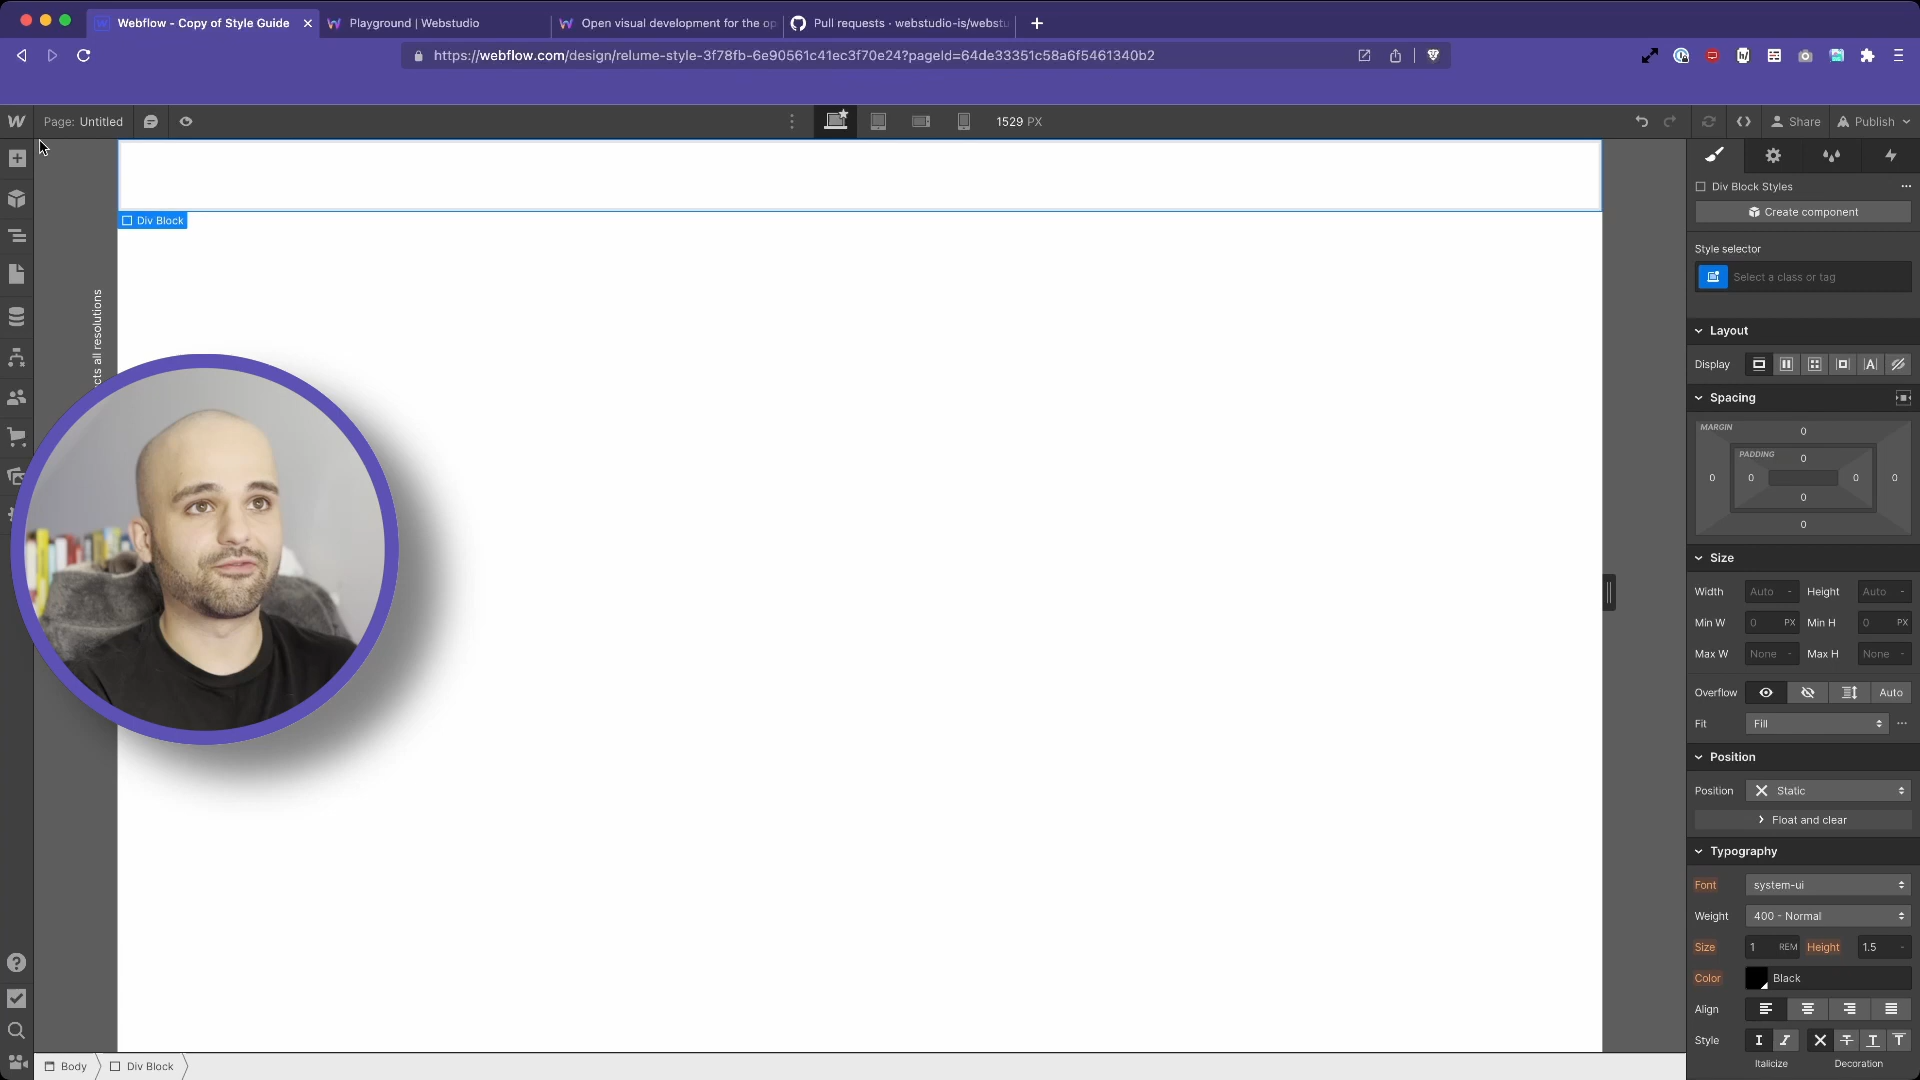 Webflow - Copy of Style Guide
Playground | Webstudio
Open visual development for the op
Pull requests · webstudio-is/webstu
https://webflow.com/design/relume-style-3f78fb-6e90561c41ec3f70e24?pageId=64de33351c58a6f5461340b2
Page: Untitled
1529 PX
Share
Publish
Div Block
cts all resolutions
Div Block Styles
Create component
Style selector
Select a class or tag
Layout
Display
Spacing
MARGIN
0
PADDING
0
0
0
0
0
0
0
Size
Width
Auto
-
Height
Auto
-
Min W
0
PX
Min H
0
PX
Max W
None
-
Max H
None
-
Overflow
Auto
Fit
Fill
Position
Position
Static
Float and clear
Typography
Font
system-ui
Weight
400 - Normal
Size
1
REM
Height
1.5
-
Color
Black
Align
Style
Italicize
Decoration
Body
Div Block